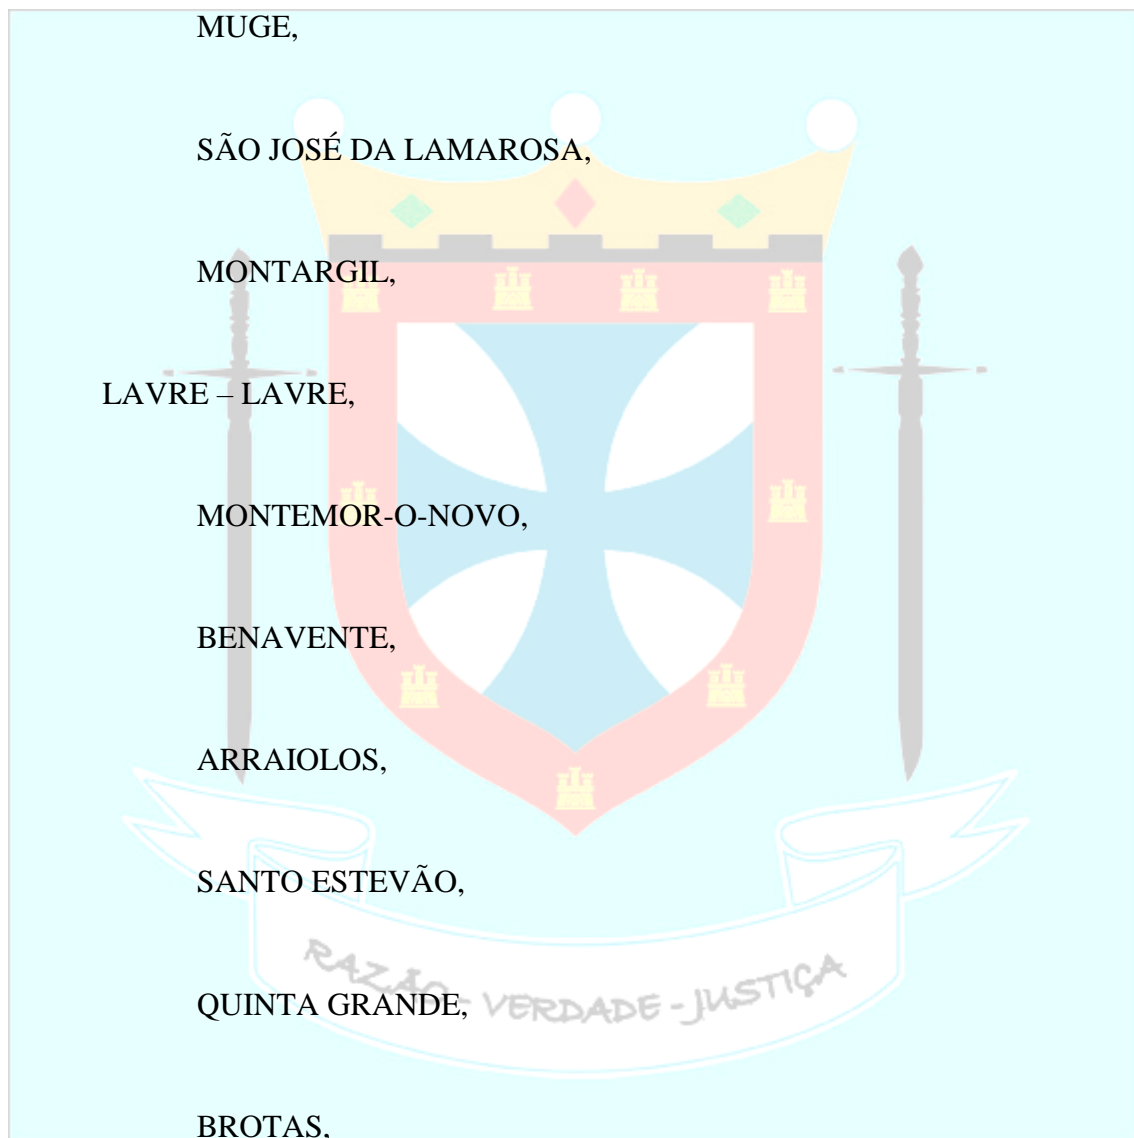 MUGE,
SÃO JOSÉ DA LAMAROSA,
MONTARGIL,
LAVRE – LAVRE,
MONTEMOR-O-NOVO,
BENAVENTE,
ARRAIOLOS,
SANTO ESTEVÃO,
RAZÃO - VERDADE - JUSTIÇA
QUINTA GRANDE,
BROTAS,